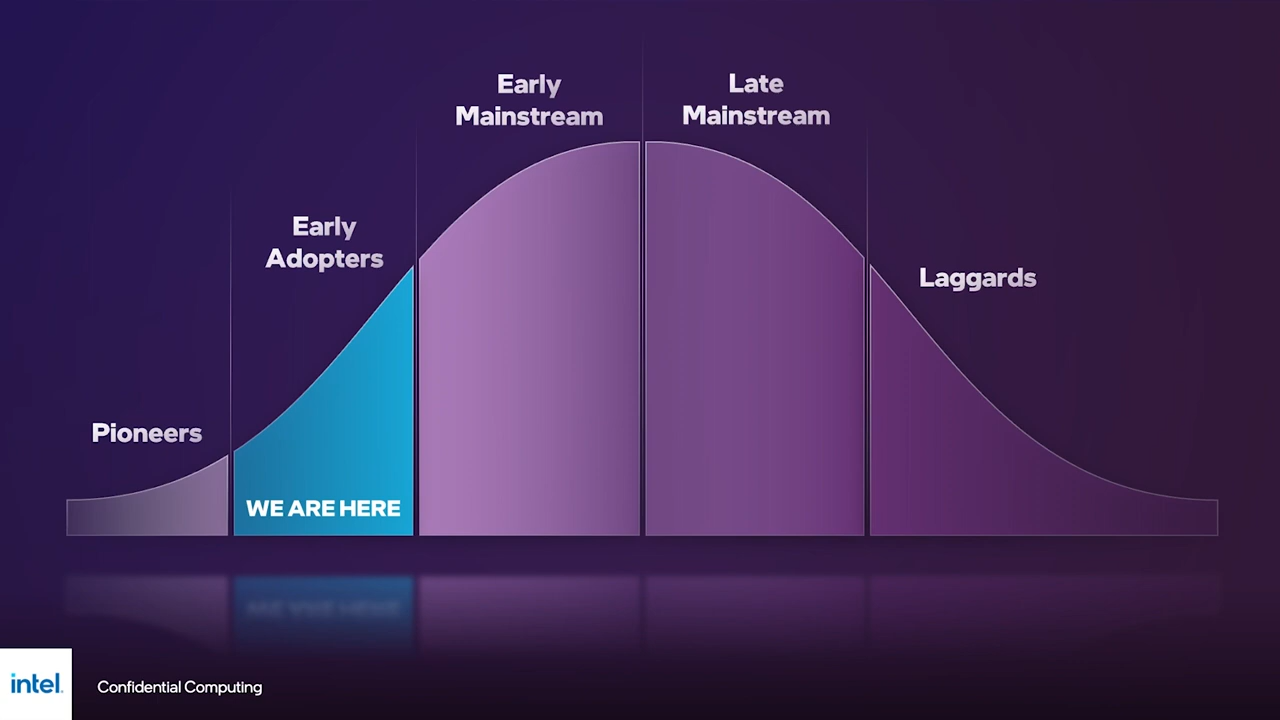 Early
Mainstream
Late
Mainstream
Early
Adopters
Laggards
Pioneers
WE ARE HERE
intel.
Confidential Computing